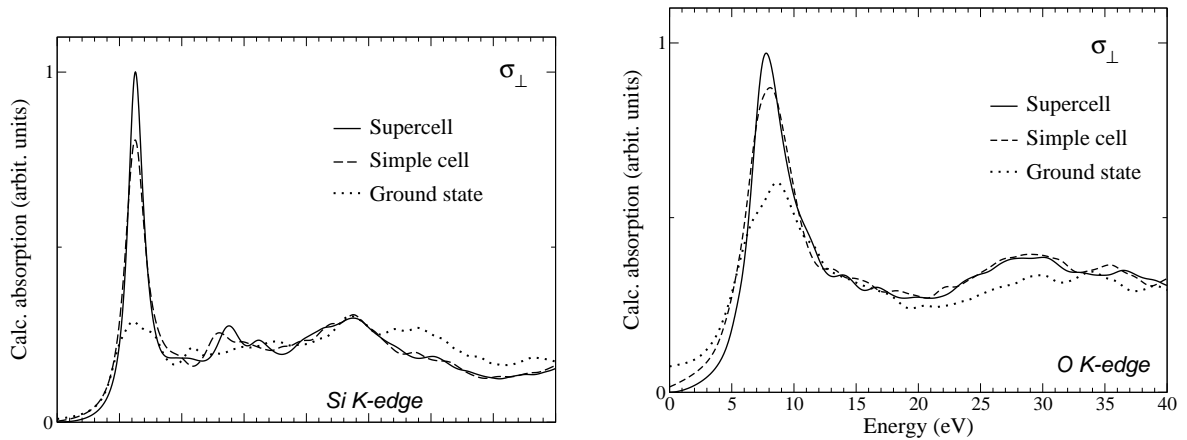 Calc. absorption (arbit. units)
1
0
σ⊥
Supercell
Simple cell
Ground state
Si K-edge
Calc. absorption (arbit. units)
1
0
σ⊥
Supercell
Simple cell
Ground state
O K-edge
0 5 10 15 20 25 30 35 40
Energy (eV)